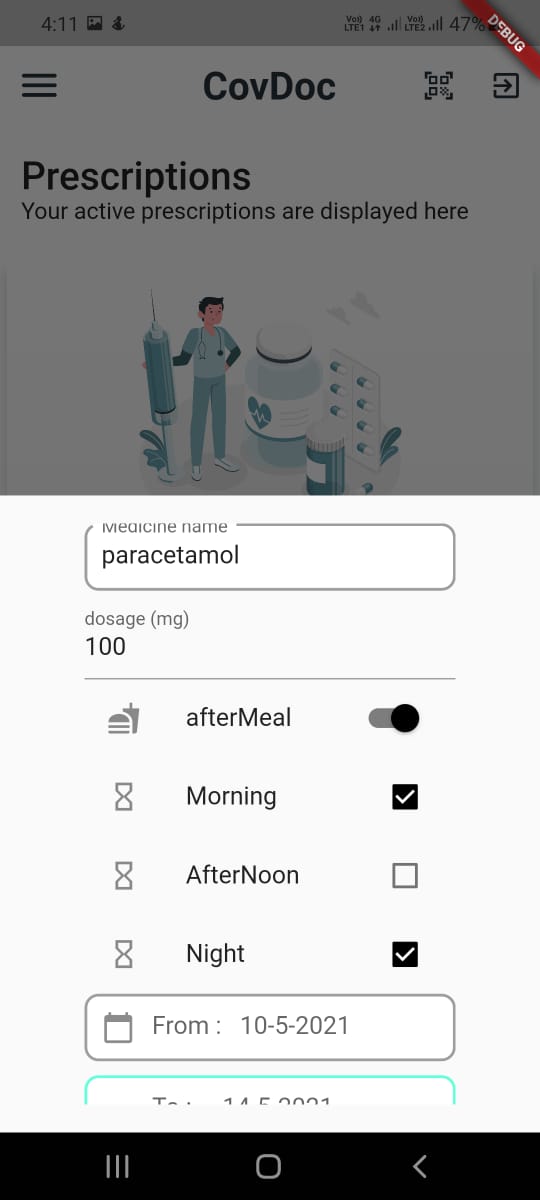 4:11 Vo)) LTE1 4G Vo)) LTE2 47%
DEBUG
CovDoc
Prescriptions
Your active prescriptions are displayed here
Medicine name
paracetamol
dosage (mg)
100
afterMeal
Morning
AfterNoon
Night
From : 10-5-2021
To : 14-5-2021